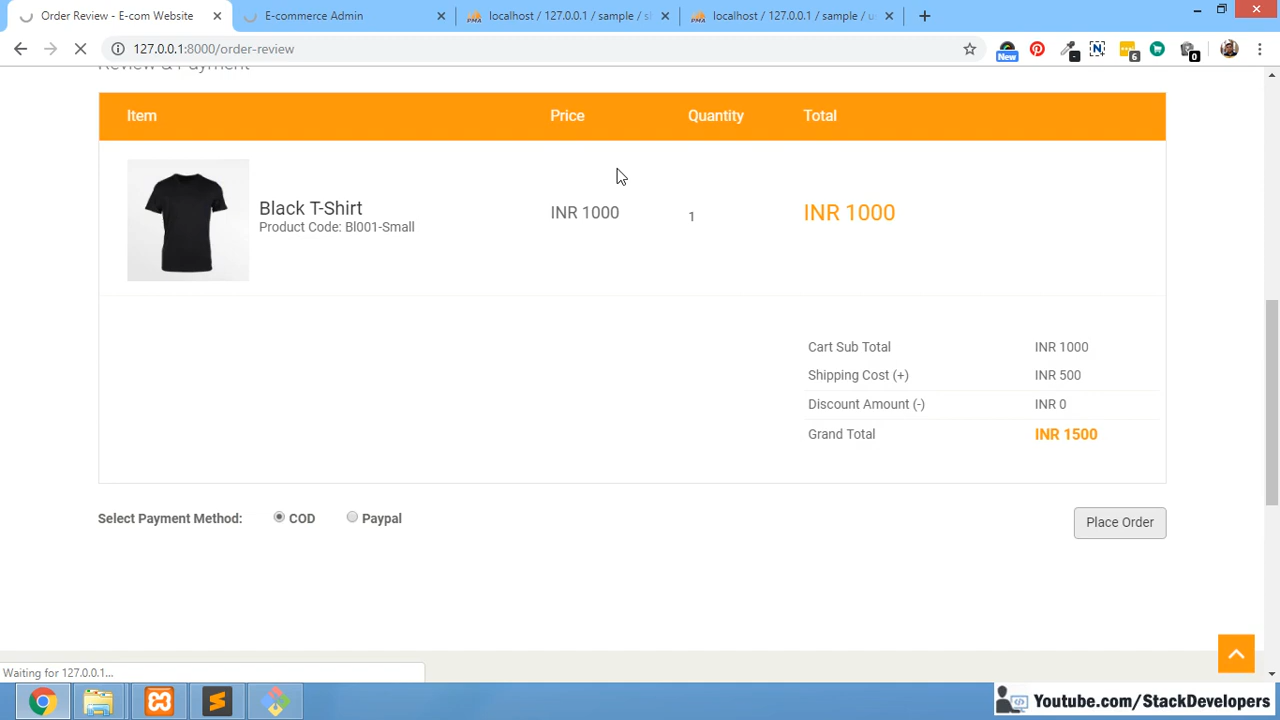 Order Review - E-com Website
E-commerce Admin
localhost / 127.0.0.1 / sample / s
localhost / 127.0.0.1 / sample / u
127.0.0.1:8000/order-review
New
6
0
Review & Payment
Item Price Quantity Total
Black T-Shirt
Product Code: Bl001-Small
INR 1000
1
INR 1000
Cart Sub Total INR 1000
Shipping Cost (+) INR 500
Discount Amount (-) INR 0
Grand Total INR 1500
Select Payment Method: COD Paypal
Place Order
Waiting for 127.0.0.1...
Youtube.com/StackDevelopers